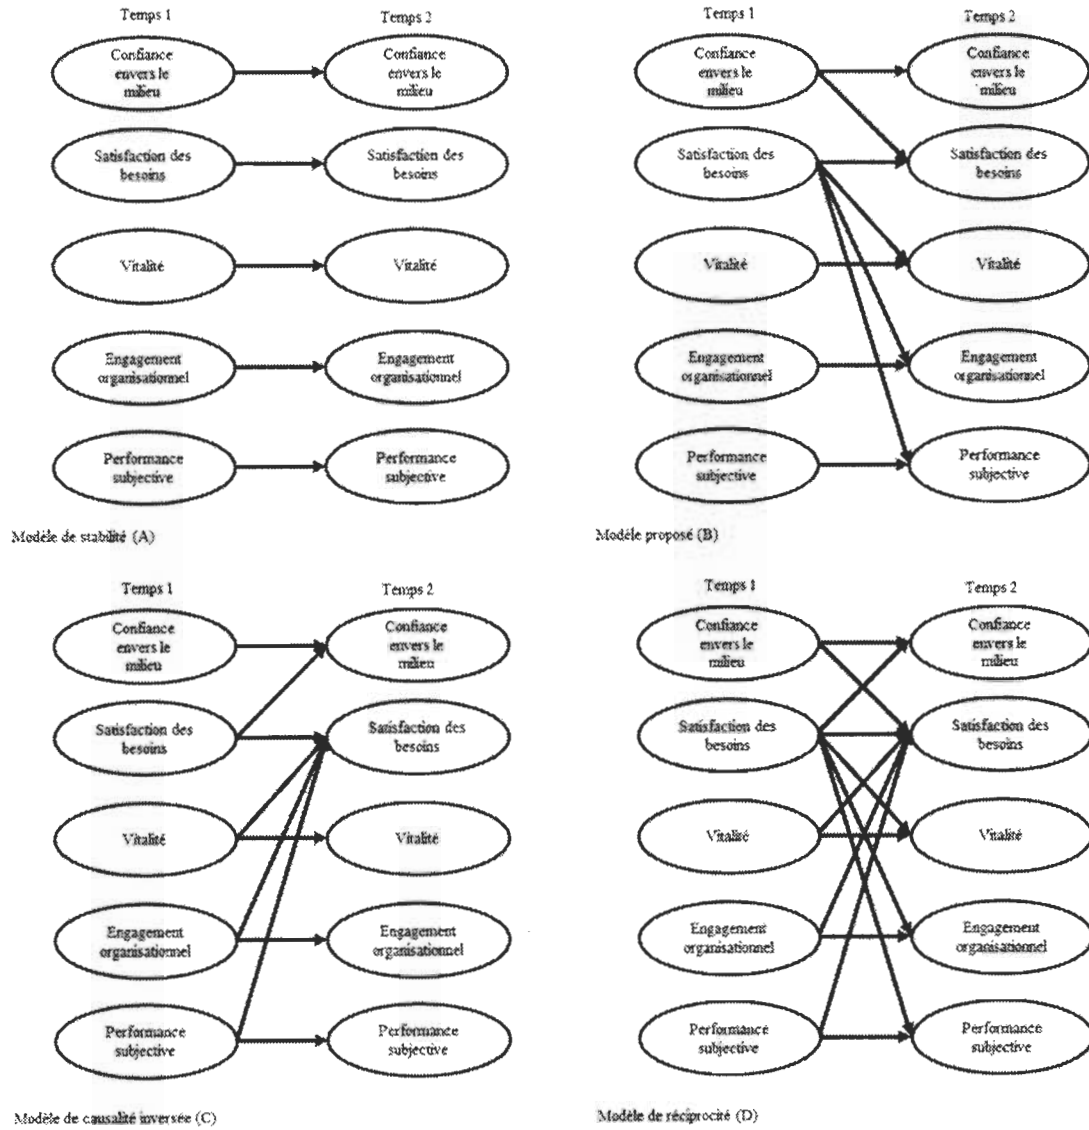 Temps 1
Temps 2
Confiance
envers le
milieu
Confiance
envers le
milieu
Satisfaction des
besoins
Satisfaction des
besoins
Vitalité
Vitalité
Engagement
organisationnel
Engagement
organisationnel
Performance
subjective
Performance
subjective
Modèle de stabilité (A)
Temps 1
Temps 2
Confiance
envers le
milieu
Confiance
envers le
milieu
Satisfaction des
besoins
Satisfaction des
besoins
Vitalité
Vitalité
Engagement
organisationnel
Engagement
organisationnel
Performance
subjective
Performance
subjective
Modèle proposé (B)
Temps 1
Temps 2
Confiance
envers le
milieu
Confiance
envers le
milieu
Satisfaction des
besoins
Satisfaction des
besoins
Vitalité
Vitalité
Engagement
organisationnel
Engagement
organisationnel
Performance
subjective
Performance
subjective
Modèle de causalité inversée (C)
Temps 1
Temps 2
Confiance
envers le
milieu
Confiance
envers le
milieu
Satisfaction des
besoins
Satisfaction des
besoins
Vitalité
Vitalité
Engagement
organisationnel
Engagement
organisationnel
Performance
subjective
Performance
subjective
Modèle de réciprocité (D)